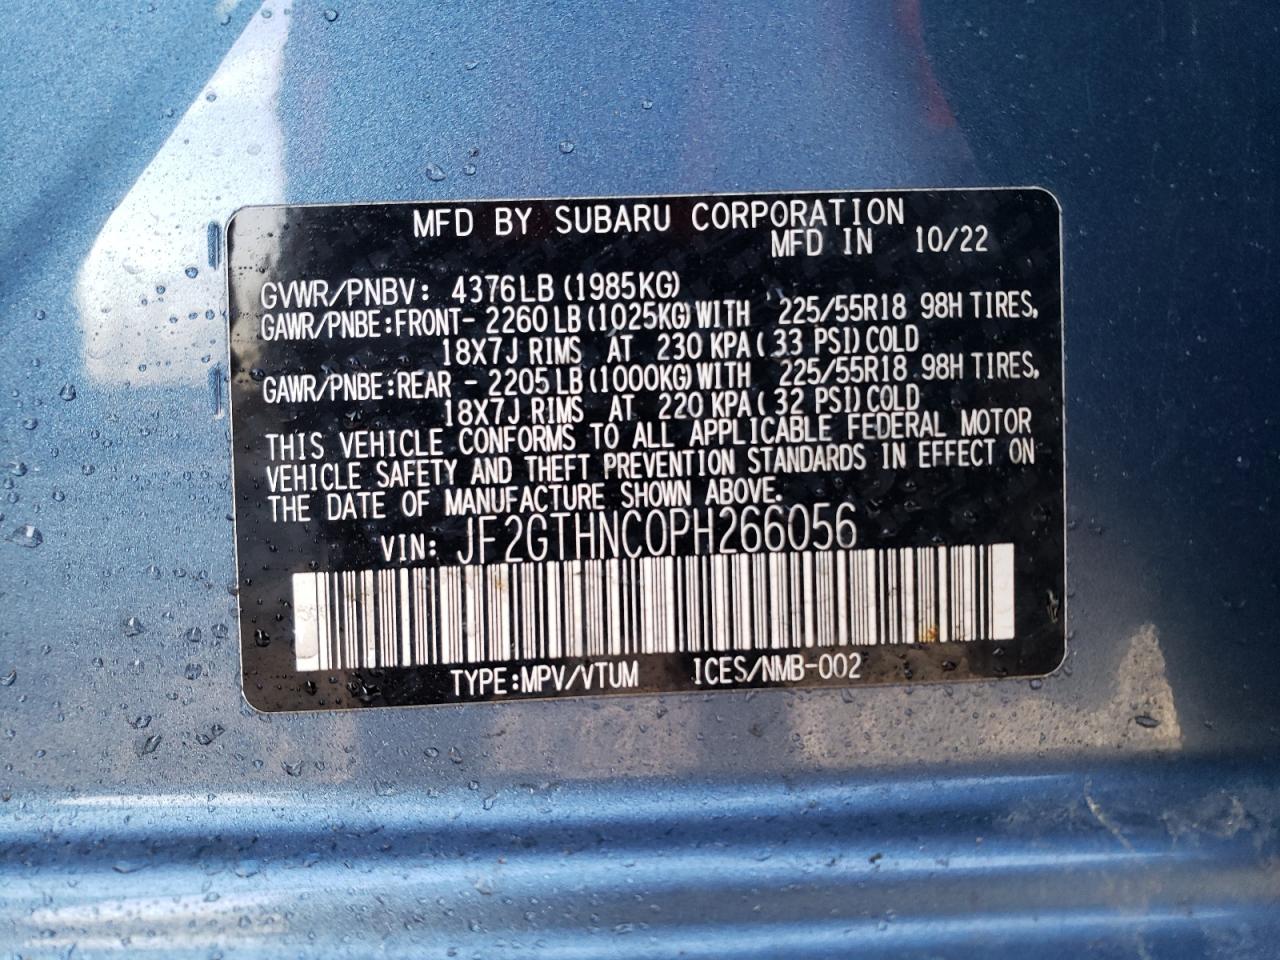 MFD BY SUBARU CORPORATION
MFD IN 10/22
GVWR/PNBV: 4376LB (1985KG)
GAWR/PNBE:FRONT- 2260LB (1025KG) WITH 225/55R18 98H TIRES,
18X7J RIMS AT 230 KPA ( 33 PSI) COLD
GAWR/PNBE:REAR - 2205LB (1000KG) WITH 225/55R18 98H TIRES,
18X7J RIMS AT 220 KPA ( 32 PSI) COLD
THIS VEHICLE CONFORMS TO ALL APPLICABLE FEDERAL MOTOR
VEHICLE SAFETY AND THEFT PREVENTION STANDARDS IN EFFECT ON
THE DATE OF MANUFACTURE SHOWN ABOVE.
VIN: JF2GTHNC0PH266056
TYPE:MPV/VTUM ICES/NMB-002